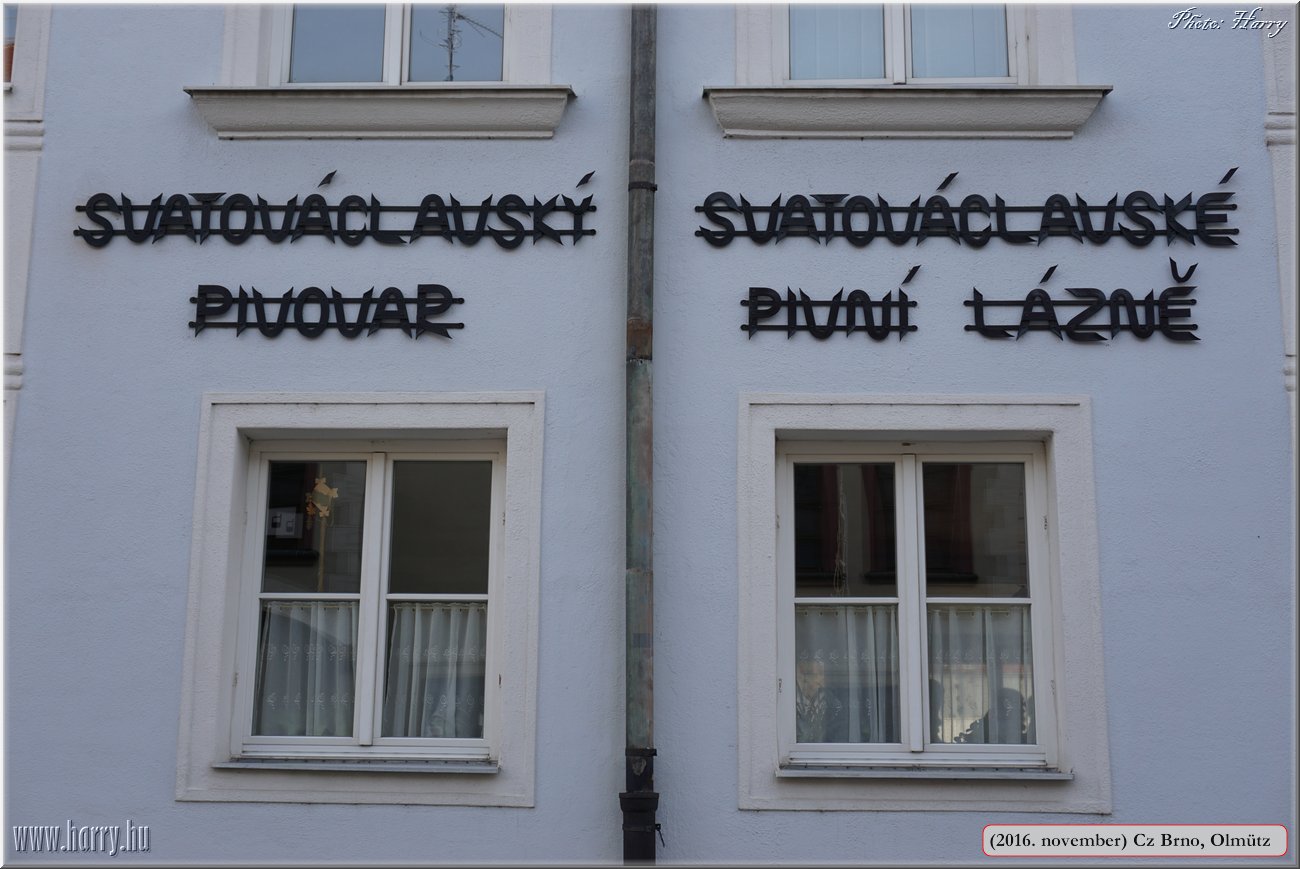 Photo: Harry
SVATOVÁCLAVSKÝ
PIVOVAR
SVATOVÁCLAVSKÉ
PIVNÍ LÁZNĚ
www.harry.hu
(2016. november) Cz Brno, Olmütz